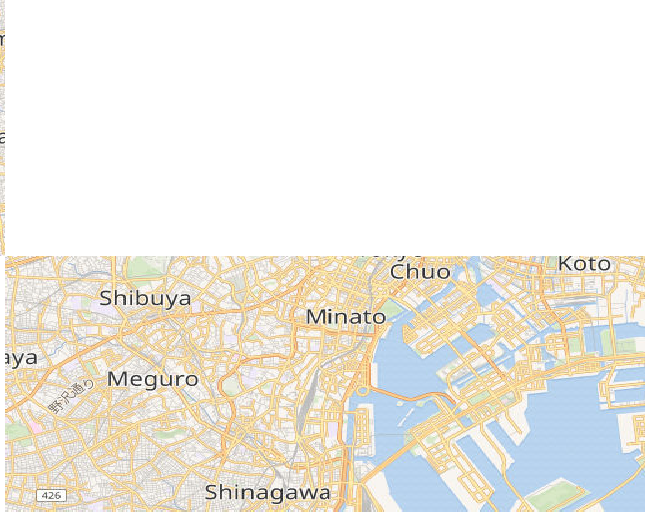 Chuo
Koto
Shibuya
Minato
aya
Meguro
野沢通り
426
Shinagawa